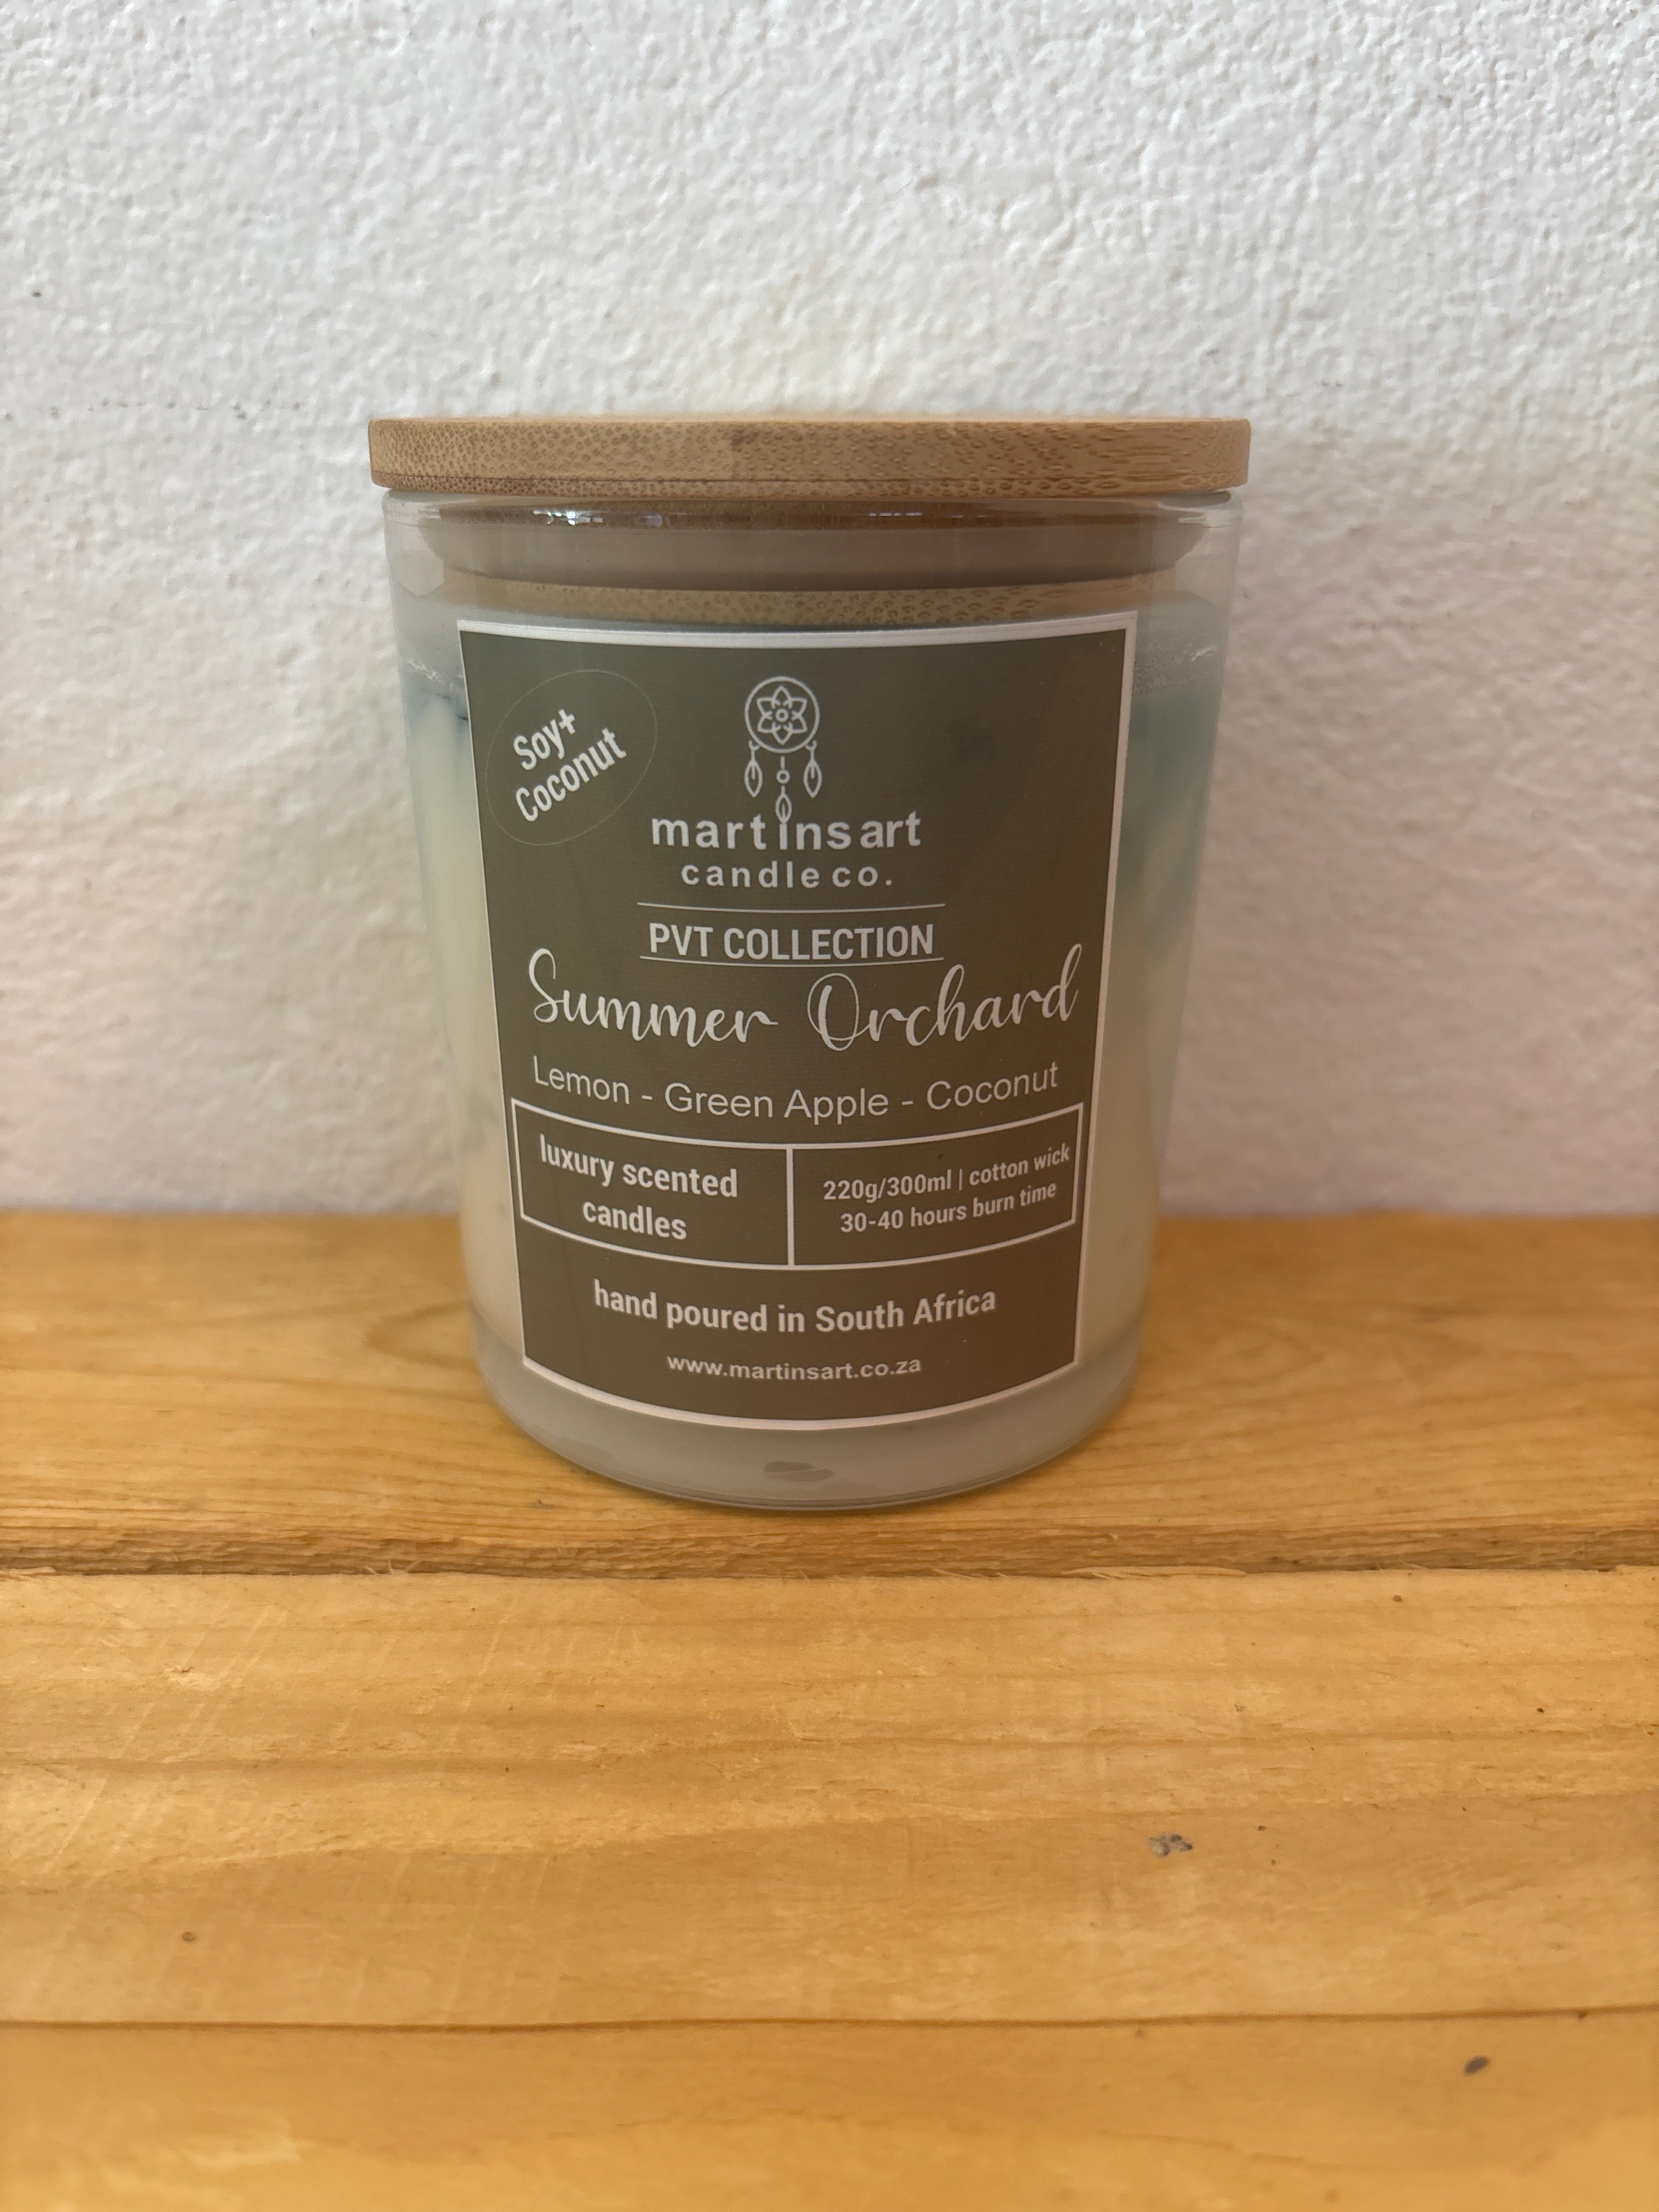 Soy+
Coconut
martinsart
candle co.
PVT COLLECTION
Summer Orchard
Lemon - Green Apple - Coconut
luxury scented
candles
220g/300ml | cotton wick
30-40 hours burn time
hand poured in South Africa
www.martinsart.co.za